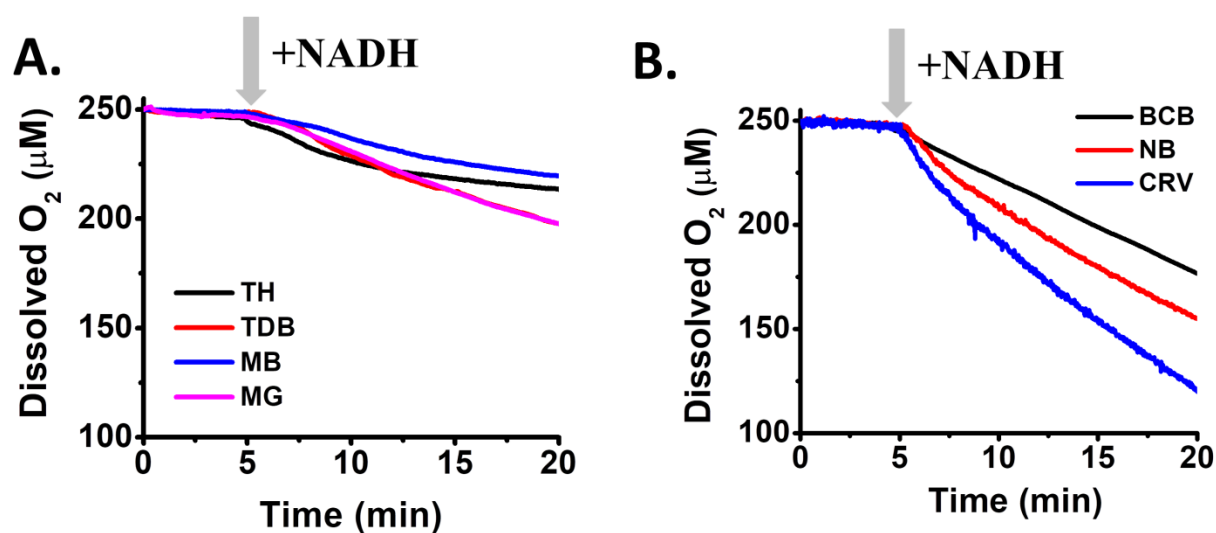 A.
+NADH
Dissolved O₂ (μM)
250
200
150
100
TH
TDB
MB
MG
0
5
10
15
20
Time (min)
B.
+NADH
Dissolved O₂ (μM)
250
200
150
100
BCB
NB
CRV
0
5
10
15
20
Time (min)